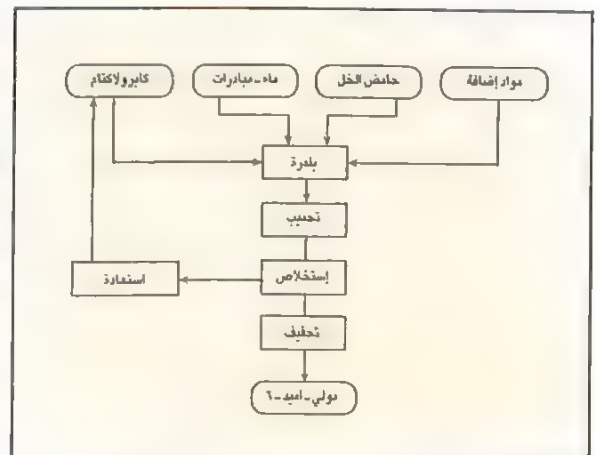 مواد إضافة
حامض الخل
ماء - مبادرات
كابرولاكتام
بلمرة
تحبيب
إستخلاص
استعادة
تجفيف
بولي - أميد - ٦